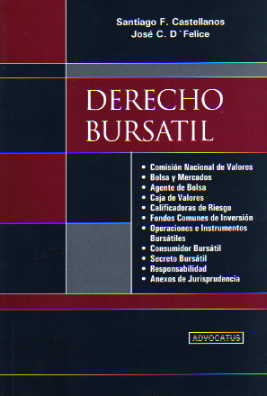 Santiago F. Castellanos
José C. D´Felice
DERECHO
BURSATIL
• Comisión Nacional de Valores
• Bolsa y Mercados
• Agente de Bolsa
• Caja de Valores
• Calificadoras de Riesgo
• Fondos Comunes de Inversión
• Operaciones e Instrumentos
Bursátiles
• Consumidor Bursátil
• Secreto Bursátil
• Responsabilidad
• Anexos de Jurisprudencia
ADVOCATUS